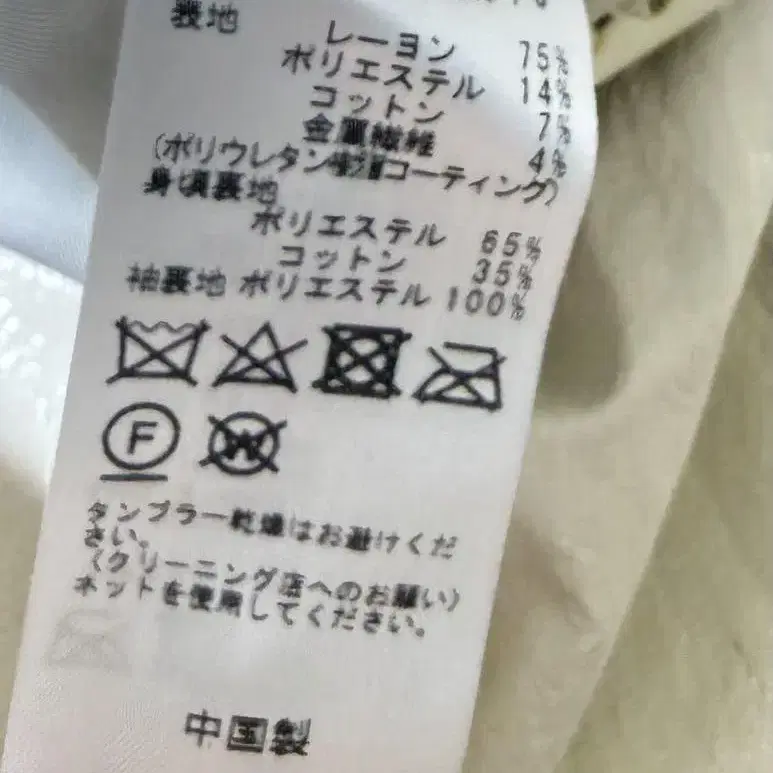 表地
レーヨン 75%
ポリエステル 14%
コットン 7%
金属繊維 4%
(ポリウレタン樹脂コーティング)
身頃裏地
ポリエステル 65%
コットン 35%
袖裏地 ポリエステル 100%
F
W
タンブラー乾燥はお避けくだ
さい。
〈クリーニング店へのお願い〉
ネットを使用してください。
中国製